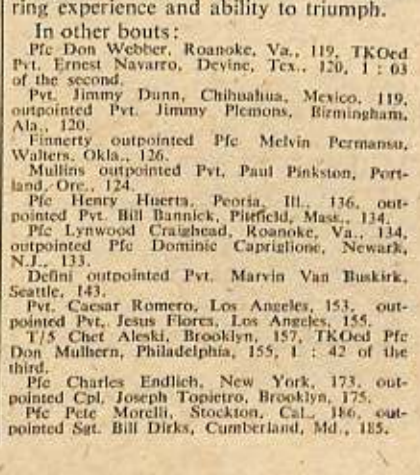 ring experience and ability to triumph.
In other bouts:
Pfc Don Webber, Roanoke, Va., 119, TKOed
Pvt. Ernest Navarro, Devine, Tex., 120, 1 : 03
of the second.
Pvt. Jimmy Dunn, Chihuahua, Mexico, 119,
outpointed Pvt. Jimmy Plemons, Birmingham,
Ala., 120.
Finnerty outpointed Pfc Melvin Permansu,
Walters, Okla., 126.
Mullins outpointed Pvt. Paul Pinkston, Port-
land, Ore., 124.
Pfc Henry Huerta, Peoria, Ill., 136, out-
pointed Pvt. Bill Bannick, Pittfield, Mass., 134.
Pfc Lynwood Craighead, Roanoke, Va., 134,
outpointed Pfc Dominic Capriglione, Newark,
N.J., 133.
Defini outpointed Pvt. Marvin Van Buskirk,
Seattle, 143.
Pvt. Caesar Romero, Los Angeles, 153, out-
pointed Pvt. Jesus Flores, Los Angeles, 155.
T/5 Chet Aleski, Brooklyn, 157, TKOed Pfc
Don Mulhern, Philadelphia, 155, 1 : 42 of the
third.
Pfc Charles Endlich, New York, 173, out-
pointed Cpl. Joseph Topietro, Brooklyn, 175.
Pfc Pete Morelli, Stockton, Cal., 186, out-
pointed Sgt. Bill Dirks, Cumberland, Md., 185.